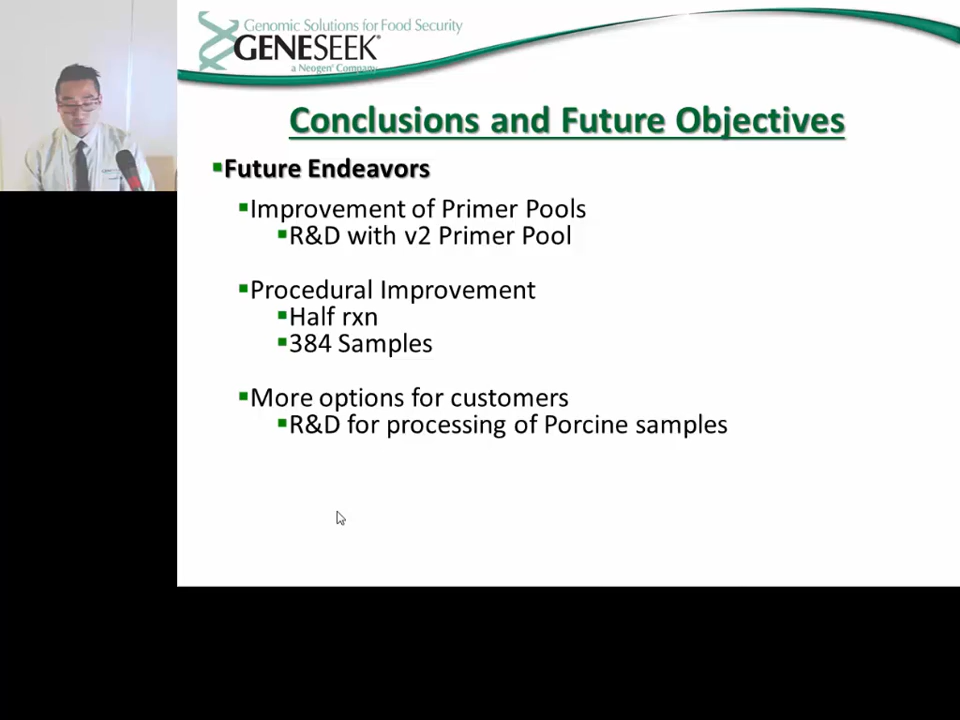 Genomic Solutions for Food Security
GENESEEK®
a Neogen® Company
Conclusions and Future Objectives
Future Endeavors
Improvement of Primer Pools
R&D with v2 Primer Pool
Procedural Improvement
Half rxn
384 Samples
More options for customers
R&D for processing of Porcine samples